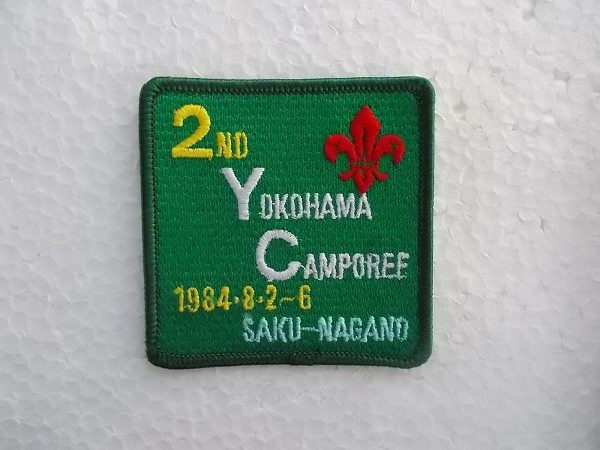 2ND
YOKOHAMA
CAMPOREE
1984·8·2~6
SAKU-NAGANO